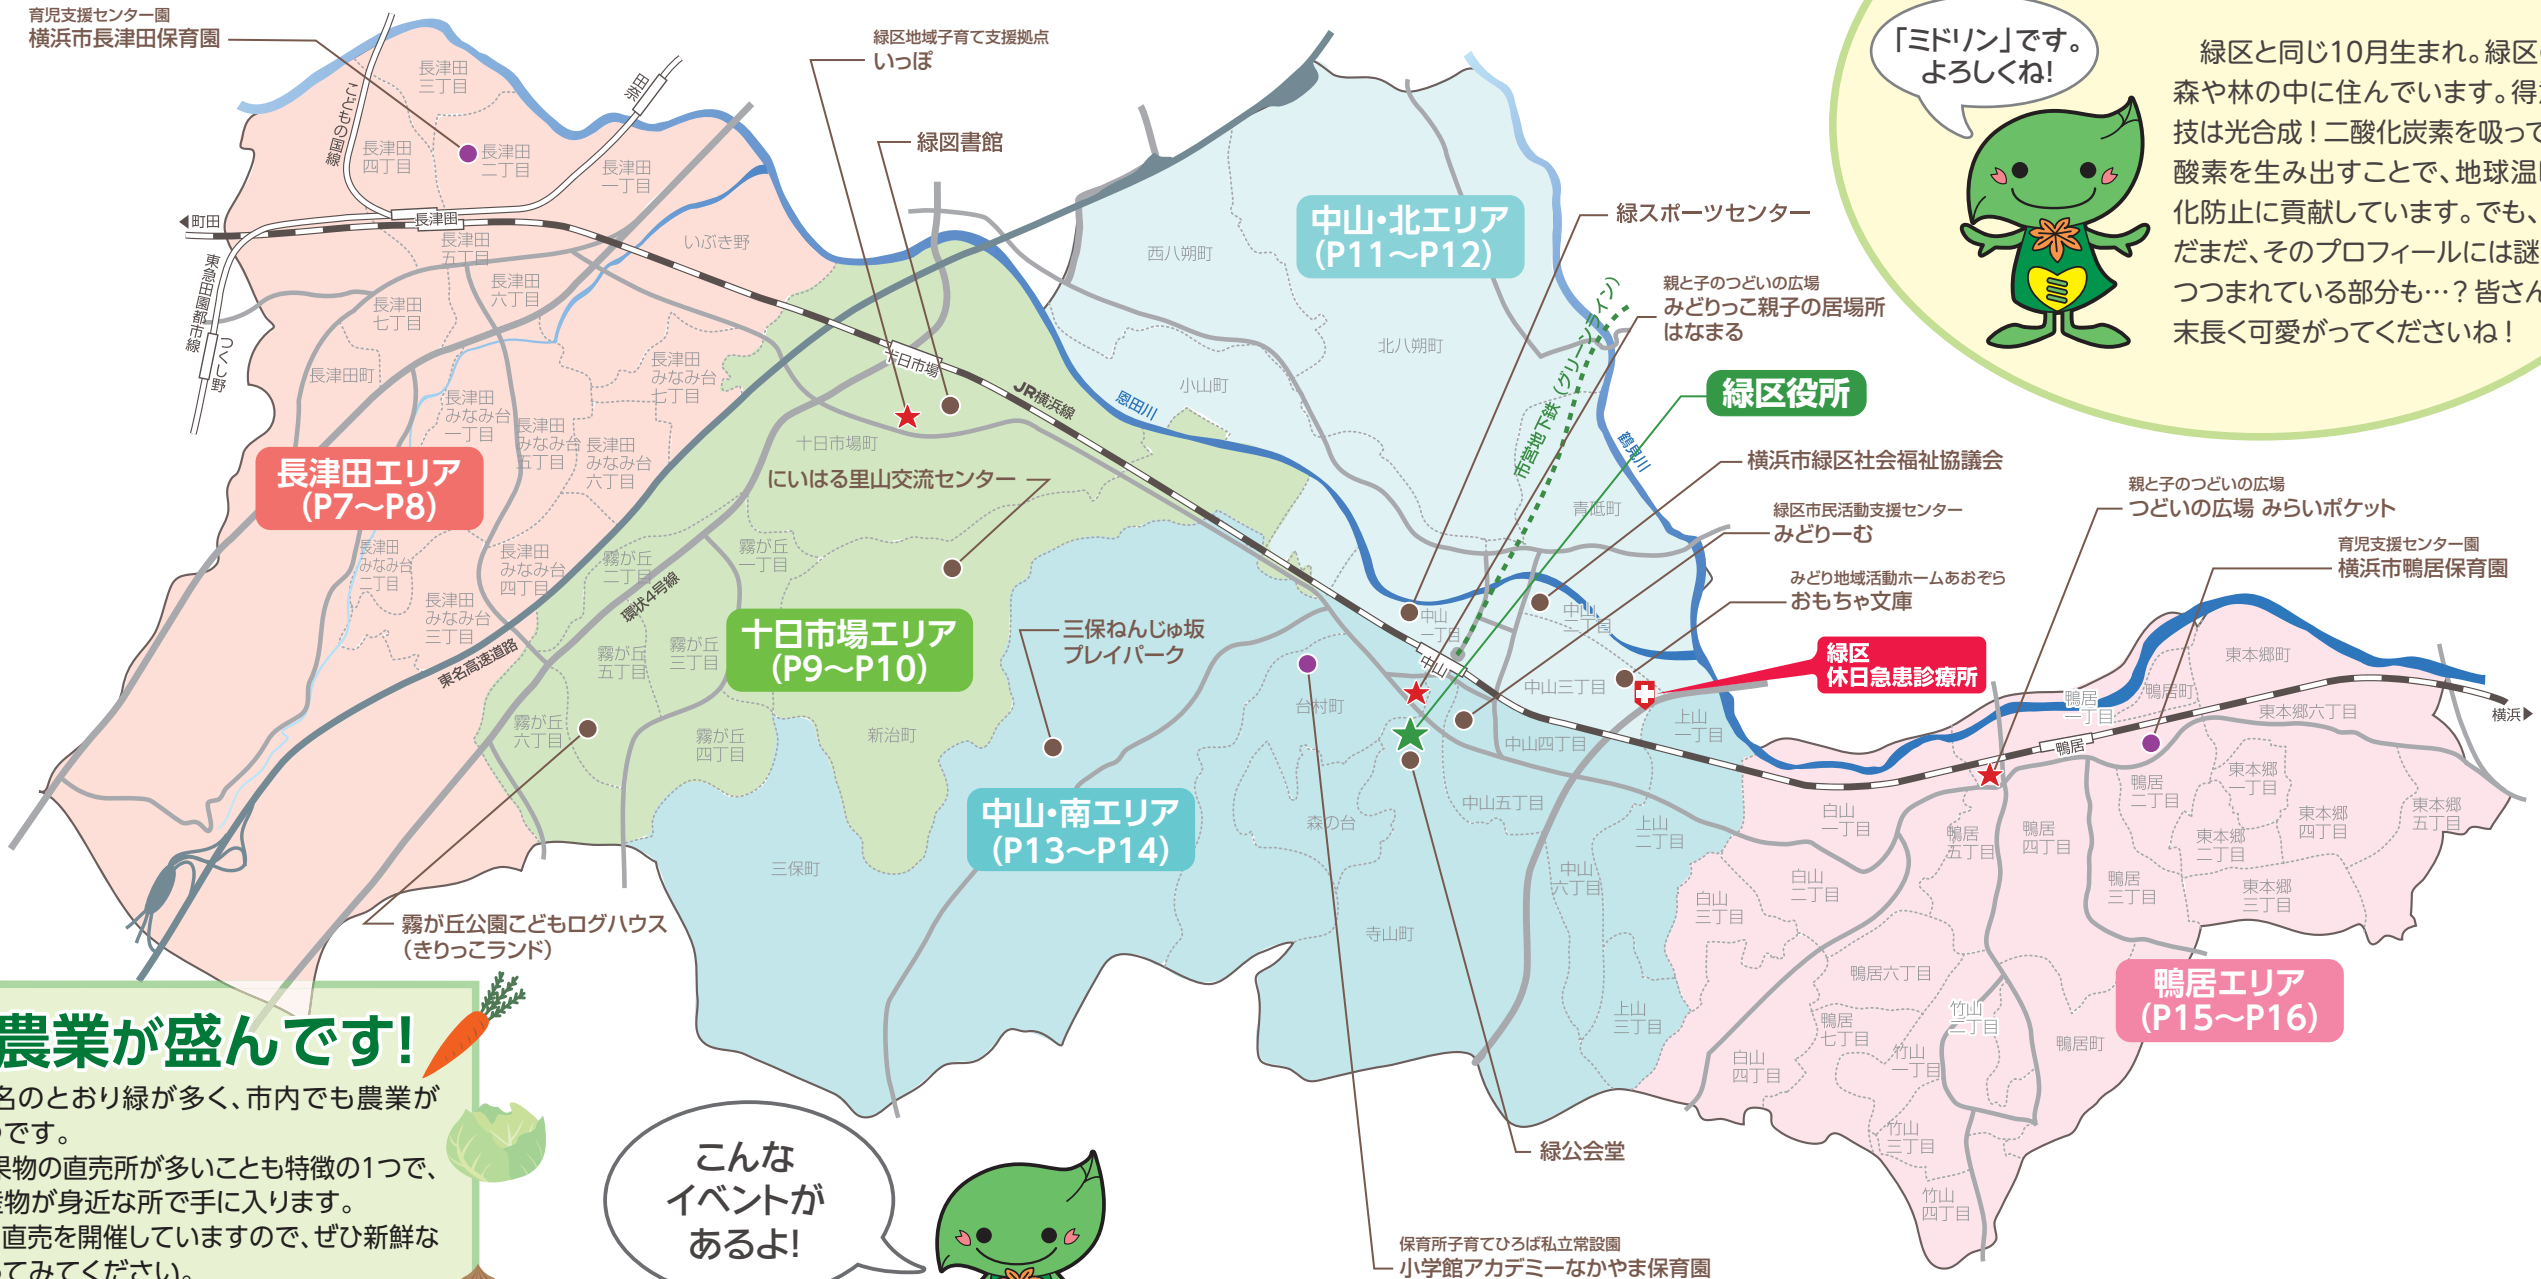 育児支援センター園
横浜市長津田保育園
緑区地域子育て支援拠点
いっぽ
緑図書館
「ミドリン」です。
よろしくね!
緑区と同じ10月生まれ。緑区
森や林の中に住んでいます。得
技は光合成！二酸化炭素を吸って
酸素を生み出すことで、地球温
化防止に貢献しています。でも、
だまだ、そのプロフィールには謎
つつまれている部分も…？皆さん
末長く可愛がってくださいね！
長津田
三丁目
長津田
四丁目
長津田
二丁目
長津田
一丁目
こどもの国線
田奈
町田
長津田
長津田
五丁目
長津田
六丁目
長津田
七丁目
いぶき野
東急田園都市線
つくし野
長津田町
長津田
みなみ台
一丁目
長津田
みなみ台
五丁目
長津田
みなみ台
六丁目
長津田
みなみ台
七丁目
長津田エリア
(P7〜P8)
長津田
みなみ台
二丁目
長津田
みなみ台
三丁目
長津田
みなみ台
四丁目
東名高速道路
環状4号線
十日市場
JR横浜線
恩田川
十日市場町
にいはる里山交流センター
霧が丘
一丁目
霧が丘
二丁目
霧が丘
三丁目
霧が丘
五丁目
霧が丘
六丁目
霧が丘
四丁目
十日市場エリア
(P9〜P10)
新治町
霧が丘公園こどもログハウス
(きりっこランド)
西八朔町
中山・北エリア
(P11〜P12)
北八朔町
小山町
市営地下鉄(グリーンライン)
鶴見川
青砥町
緑スポーツセンター
親と子のつどいの広場
みどりっこ親子の居場所
はなまる
緑区役所
横浜市緑区社会福祉協議会
緑区市民活動支援センター
みどりーむ
みどり地域活動ホームあおぞら
おもちゃ文庫
緑区
休日急患診療所
親と子のつどいの広場
つどいの広場 みらいポケット
育児支援センター園
横浜市鴨居保育園
中山
一丁目
中山
二丁目
中山
中山三丁目
中山四丁目
中山五丁目
中山
六丁目
上山
一丁目
上山
二丁目
上山
三丁目
三保ねんじゅ坂
プレイパーク
台村町
中山・南エリア
(P13〜P14)
三保町
森の台
寺山町
緑公会堂
保育所子育てひろば私立常設園
小学館アカデミーなかやま保育園
白山
一丁目
白山
二丁目
白山
三丁目
白山
四丁目
鴨居
鴨居
一丁目
鴨居町
東本郷町
東本郷六丁目
横浜
鴨居
二丁目
鴨居
三丁目
鴨居
四丁目
鴨居
五丁目
鴨居六丁目
鴨居
七丁目
東本郷
一丁目
東本郷
二丁目
東本郷
三丁目
東本郷
四丁目
東本郷
五丁目
竹山
一丁目
竹山
二丁目
竹山
三丁目
竹山
四丁目
鴨居町
鴨居エリア
(P15〜P16)
農業が盛んです!
名のとおり緑が多く、市内でも農業が
つです。
果物の直売所が多いことも特徴の1つで、
産物が身近な所で手に入ります。
直売を開催していますので、ぜひ新鮮な
ってみてください。
こんな
イベントが
あるよ!